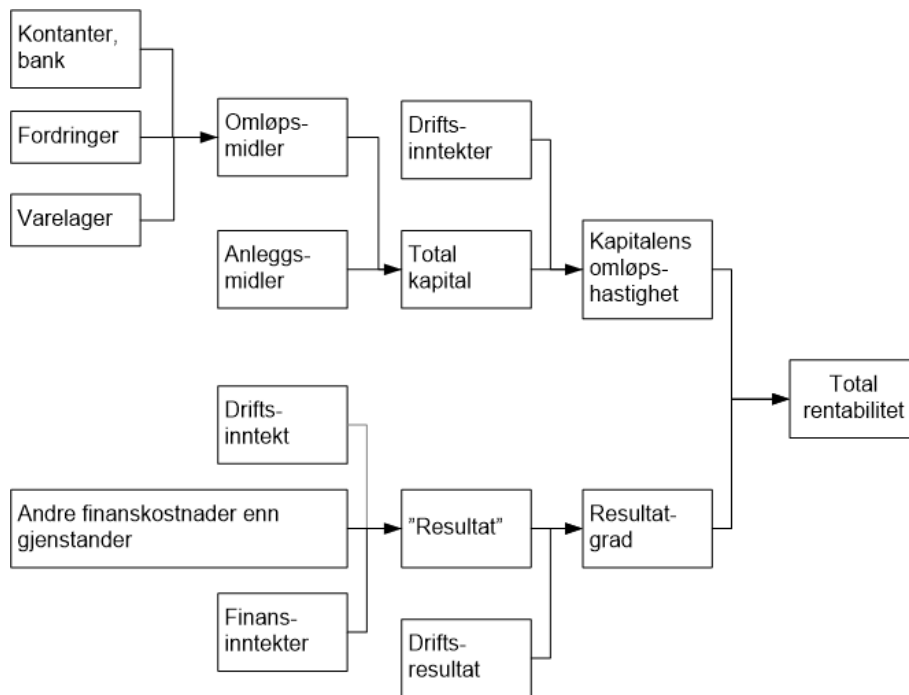 Kontanter,
bank
Fordringer
Varelager
Omløps-
midler
Anleggs-
midler
Drifts-
inntekter
Total
kapital
Kapitalens
omløps-
hastighet
Total
rentabilitet
Drifts-
inntekt
Andre finanskostnader enn
gjenstander
Finans-
inntekter
”Resultat”
Drifts-
resultat
Resultat-
grad